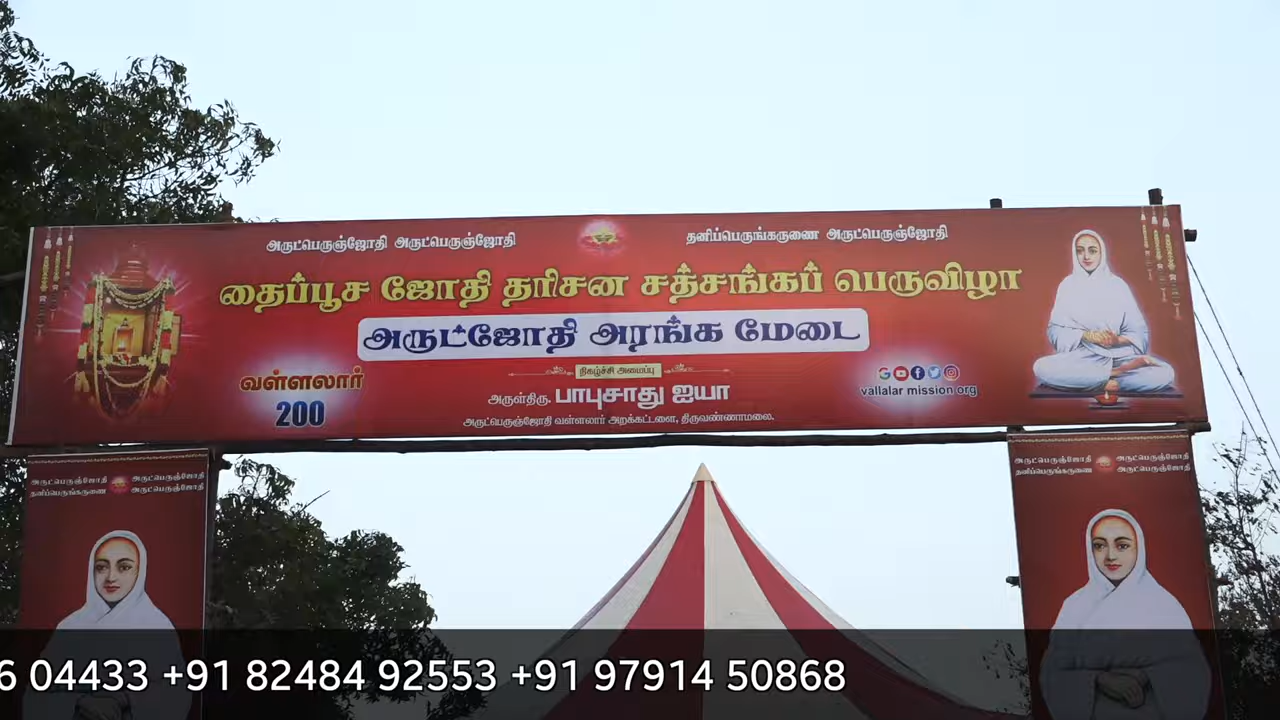 அருட்பெருஞ்ஜோதி அருட்பெருஞ்ஜோதி
தனிப்பெருங்கருணை அருட்பெருஞ்ஜோதி
தைப்பூச ஜோதி தரிசன சத்சங்கப் பெருவிழா
அருட்ஜோதி அரங்க மேடை
வள்ளலார்
200
நிகழ்ச்சி அமைப்பு
அருள்திரு. பாபுசாது ஐயா
அருட்பெருஞ்ஜோதி வள்ளலார் அறக்கட்டளை, திருவண்ணாமலை.
vallalar mission org
அருட்பெருஞ்ஜோதி அருட்பெருஞ்ஜோதி
தனிப்பெருங்கருணை அருட்பெருஞ்ஜோதி
அருட்பெருஞ்ஜோதி அருட்பெருஞ்ஜோதி
தனிப்பெருங்கருணை அருட்பெருஞ்ஜோதி
04433 +91 82484 92553 +91 97914 50868